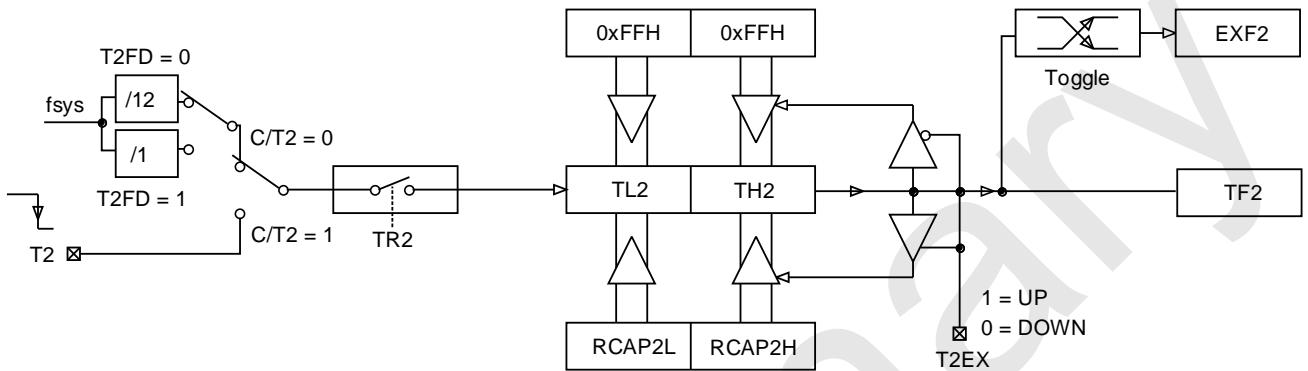 0xFFH 0xFFH
EXF2
T2FD = 0
Toggle
fsys
/12
C/T2 = 0
/1
T2FD = 1
TL2 TH2
TF2
T2
C/T2 = 1
TR2
1 = UP
0 = DOWN
RCAP2L RCAP2H
T2EX